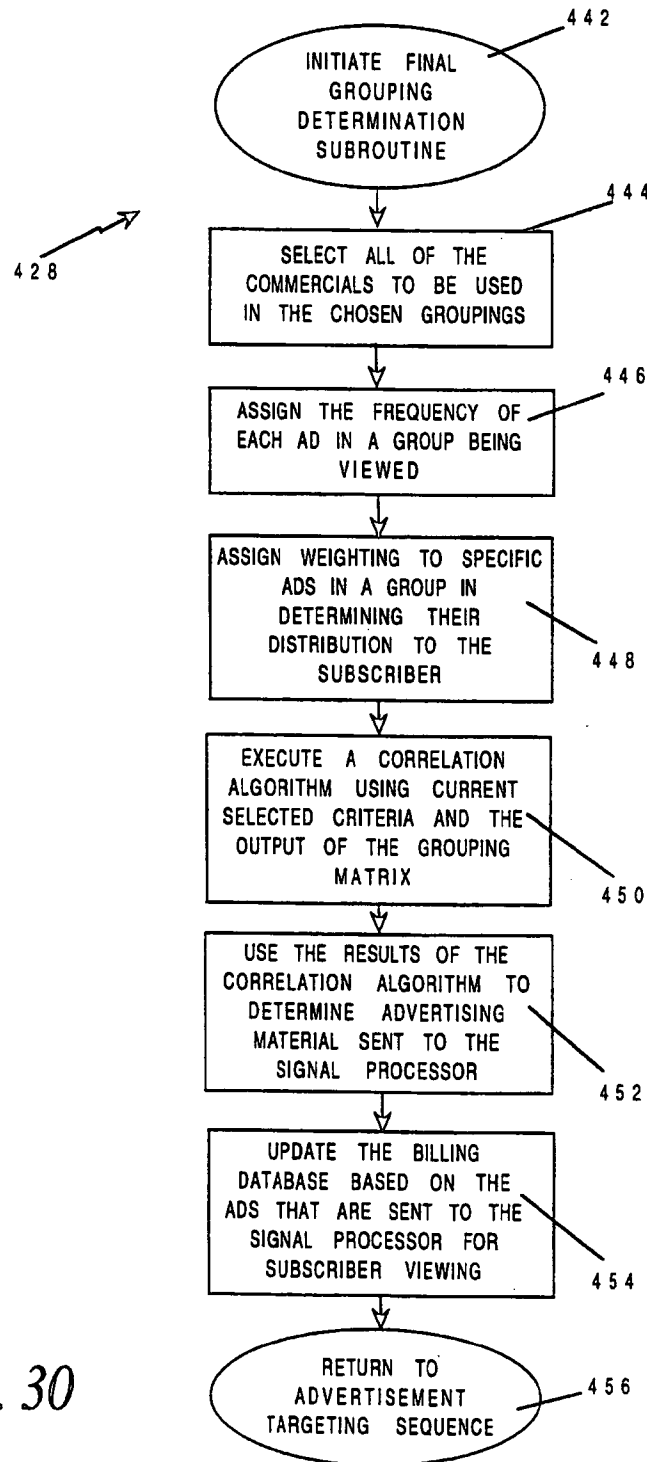 442
INITIATE FINAL
GROUPING
DETERMINATION
SUBROUTINE
428
444
SELECT ALL OF THE
COMMERCIALS TO BE USED
IN THE CHOSEN GROUPINGS
446
ASSIGN THE FREQUENCY OF
EACH AD IN A GROUP BEING
VIEWED
ASSIGN WEIGHTING TO SPECIFIC
ADS IN A GROUP IN
DETERMINING THEIR
DISTRIBUTION TO THE
SUBSCRIBER
448
EXECUTE A CORRELATION
ALGORITHM USING CURRENT
SELECTED CRITERIA AND THE
OUTPUT OF THE GROUPING
MATRIX
450
USE THE RESULTS OF THE
CORRELATION ALGORITHM TO
DETERMINE ADVERTISING
MATERIAL SENT TO THE
SIGNAL PROCESSOR
452
UPDATE THE BILLING
DATABASE BASED ON THE
ADS THAT ARE SENT TO THE
SIGNAL PROCESSOR FOR
SUBSCRIBER VIEWING
454
RETURN TO
ADVERTISEMENT
TARGETING SEQUENCE
456
. 30